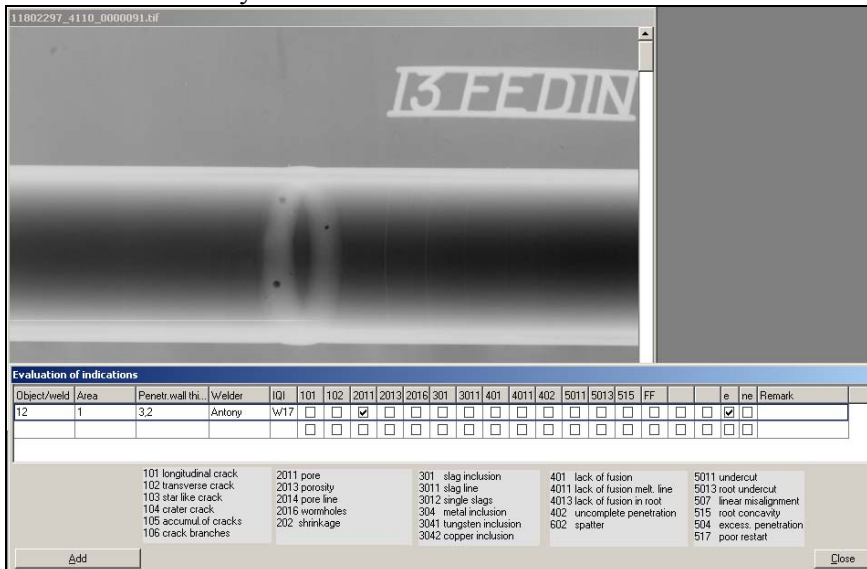 11802297_4110_0000091.tif
13 FEDIN
Evaluation of indications
Object/weld Area Penetr.wall thi... Welder IQI 101 102 2011 2013 2016 301 3011 401 4011 402 5011 5013 515 FF e ne Remark
12 1 3,2 Antony W17
101 longitudinal crack
102 transverse crack
103 star like crack
104 crater crack
105 accumul.of cracks
106 crack branches
2011 pore
2013 porosity
2014 pore line
2016 wormholes
202 shrinkage
301 slag inclusion
3011 slag line
3012 single slags
304 metal inclusion
3041 tungsten inclusion
3042 copper inclusion
401 lack of fusion
4011 lack of fusion melt. line
4013 lack of fusion in root
402 uncomplete penetration
602 spatter
5011 undercut
5013 root undercut
507 linear misalignment
515 root concavity
504 excess. penetration
517 poor restart
Add
Close